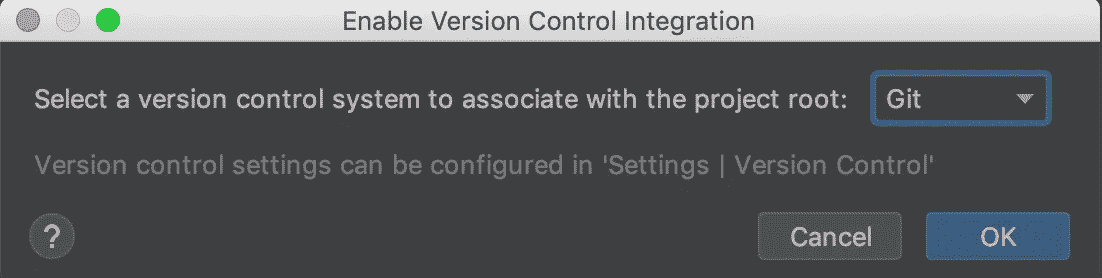 Enable Version Control Integration
Select a version control system to associate with the project root: Git
Version control settings can be configured in 'Settings | Version Control'
? Cancel OK